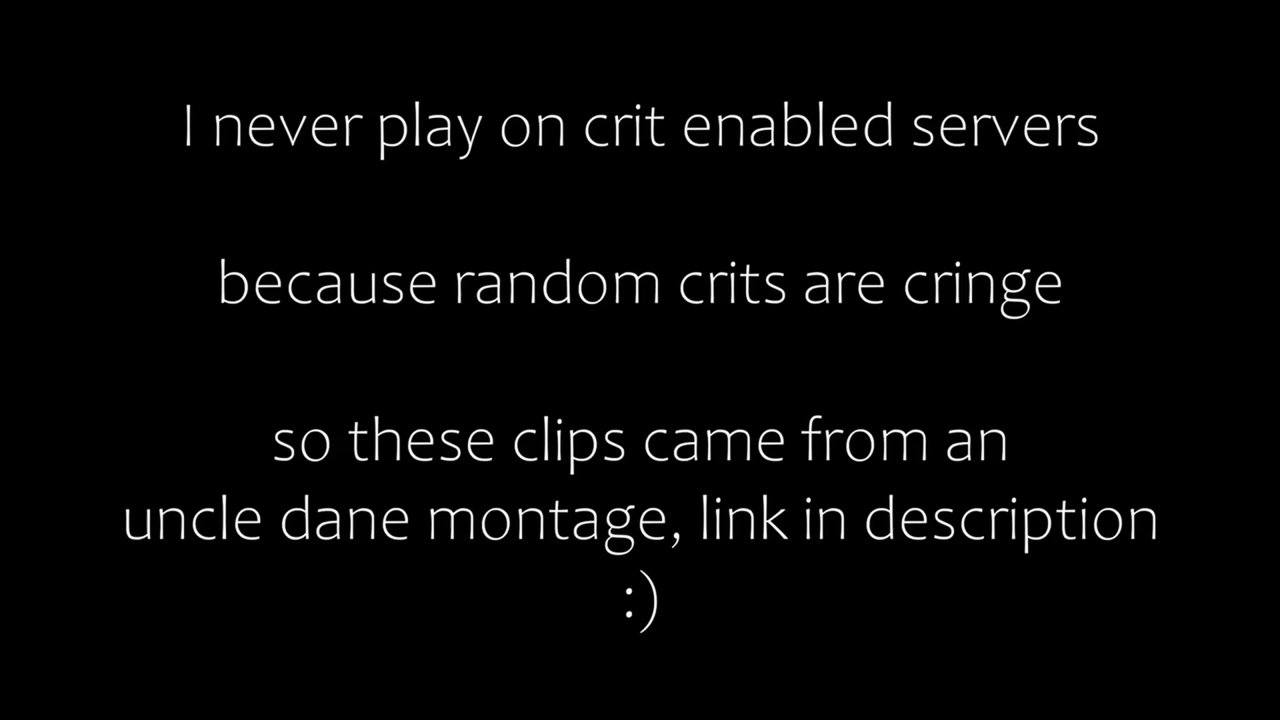 I never play on crit enabled servers
because random crits are cringe
so these clips came from an
uncle dane montage, link in description
:)